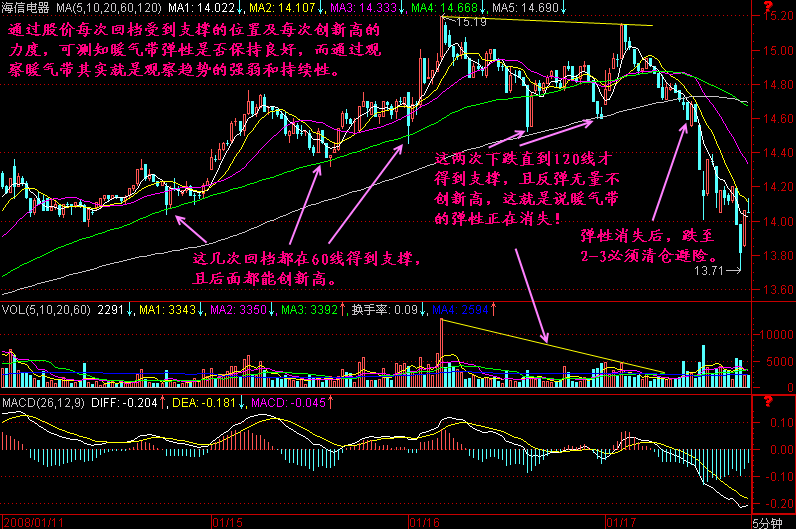 海信电器 MA(5,10,20,60,120) MA1: 14.022↓, MA2: 14.107↓, MA3: 14.333↓, MA4: 14.668↓, MA5: 14.690↓
通过股价每次回档受到支撑的位置及每次创新高的
力度，可测知暖气带弹性是否保持良好，而通过观
察暖气带其实就是观察趋势的强弱和持续性。
15.19
?
15.20
15.00
14.80
14.60
14.40
14.20
14.00
13.80
13.60
这两次下跌直到120线才
得到支撑，且反弹无量不
创新高，这就是说暖气带
的弹性正在消失！
这几次回档都在60线得到支撑，
且后面都能创新高。
弹性消失后，跌至
2-3必须清仓避险。
13.71
VOL(5,10,20,60) 2291↓, MA1: 3343↓, MA2: 3350↓, MA3: 3392↑, 换手率: 0.09↓, MA4: 2594↑
10000
5000
0
MACD(26,12,9) DIFF: -0.204↑, DEA: -0.181↓, MACD: -0.045↑
?
0.10
0.00
-0.10
-0.20
2008/01/11 01/15 01/16 01/17 5分钟